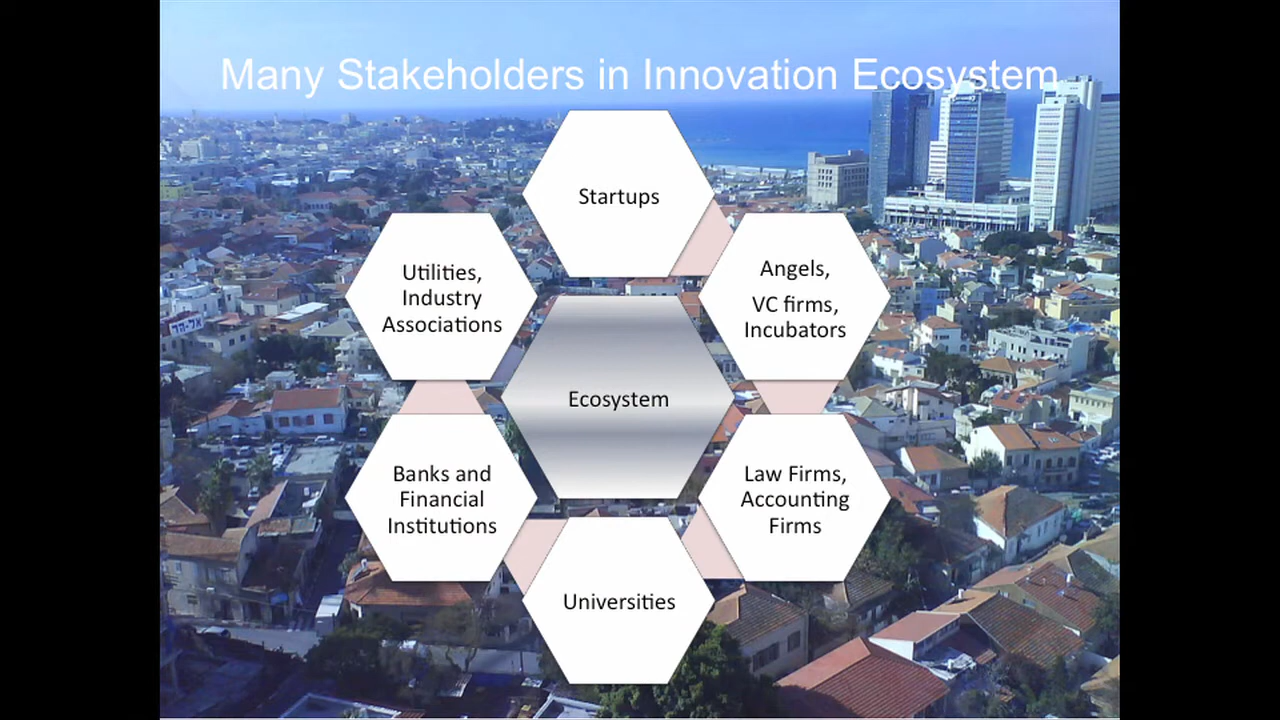 Many Stakeholders in Innovation Ecosystem
Startups
Angels,
VC firms,
Incubators
Law Firms,
Accounting
Firms
Universities
Banks and
Financial
Institutions
Utilities,
Industry
Associations
Ecosystem